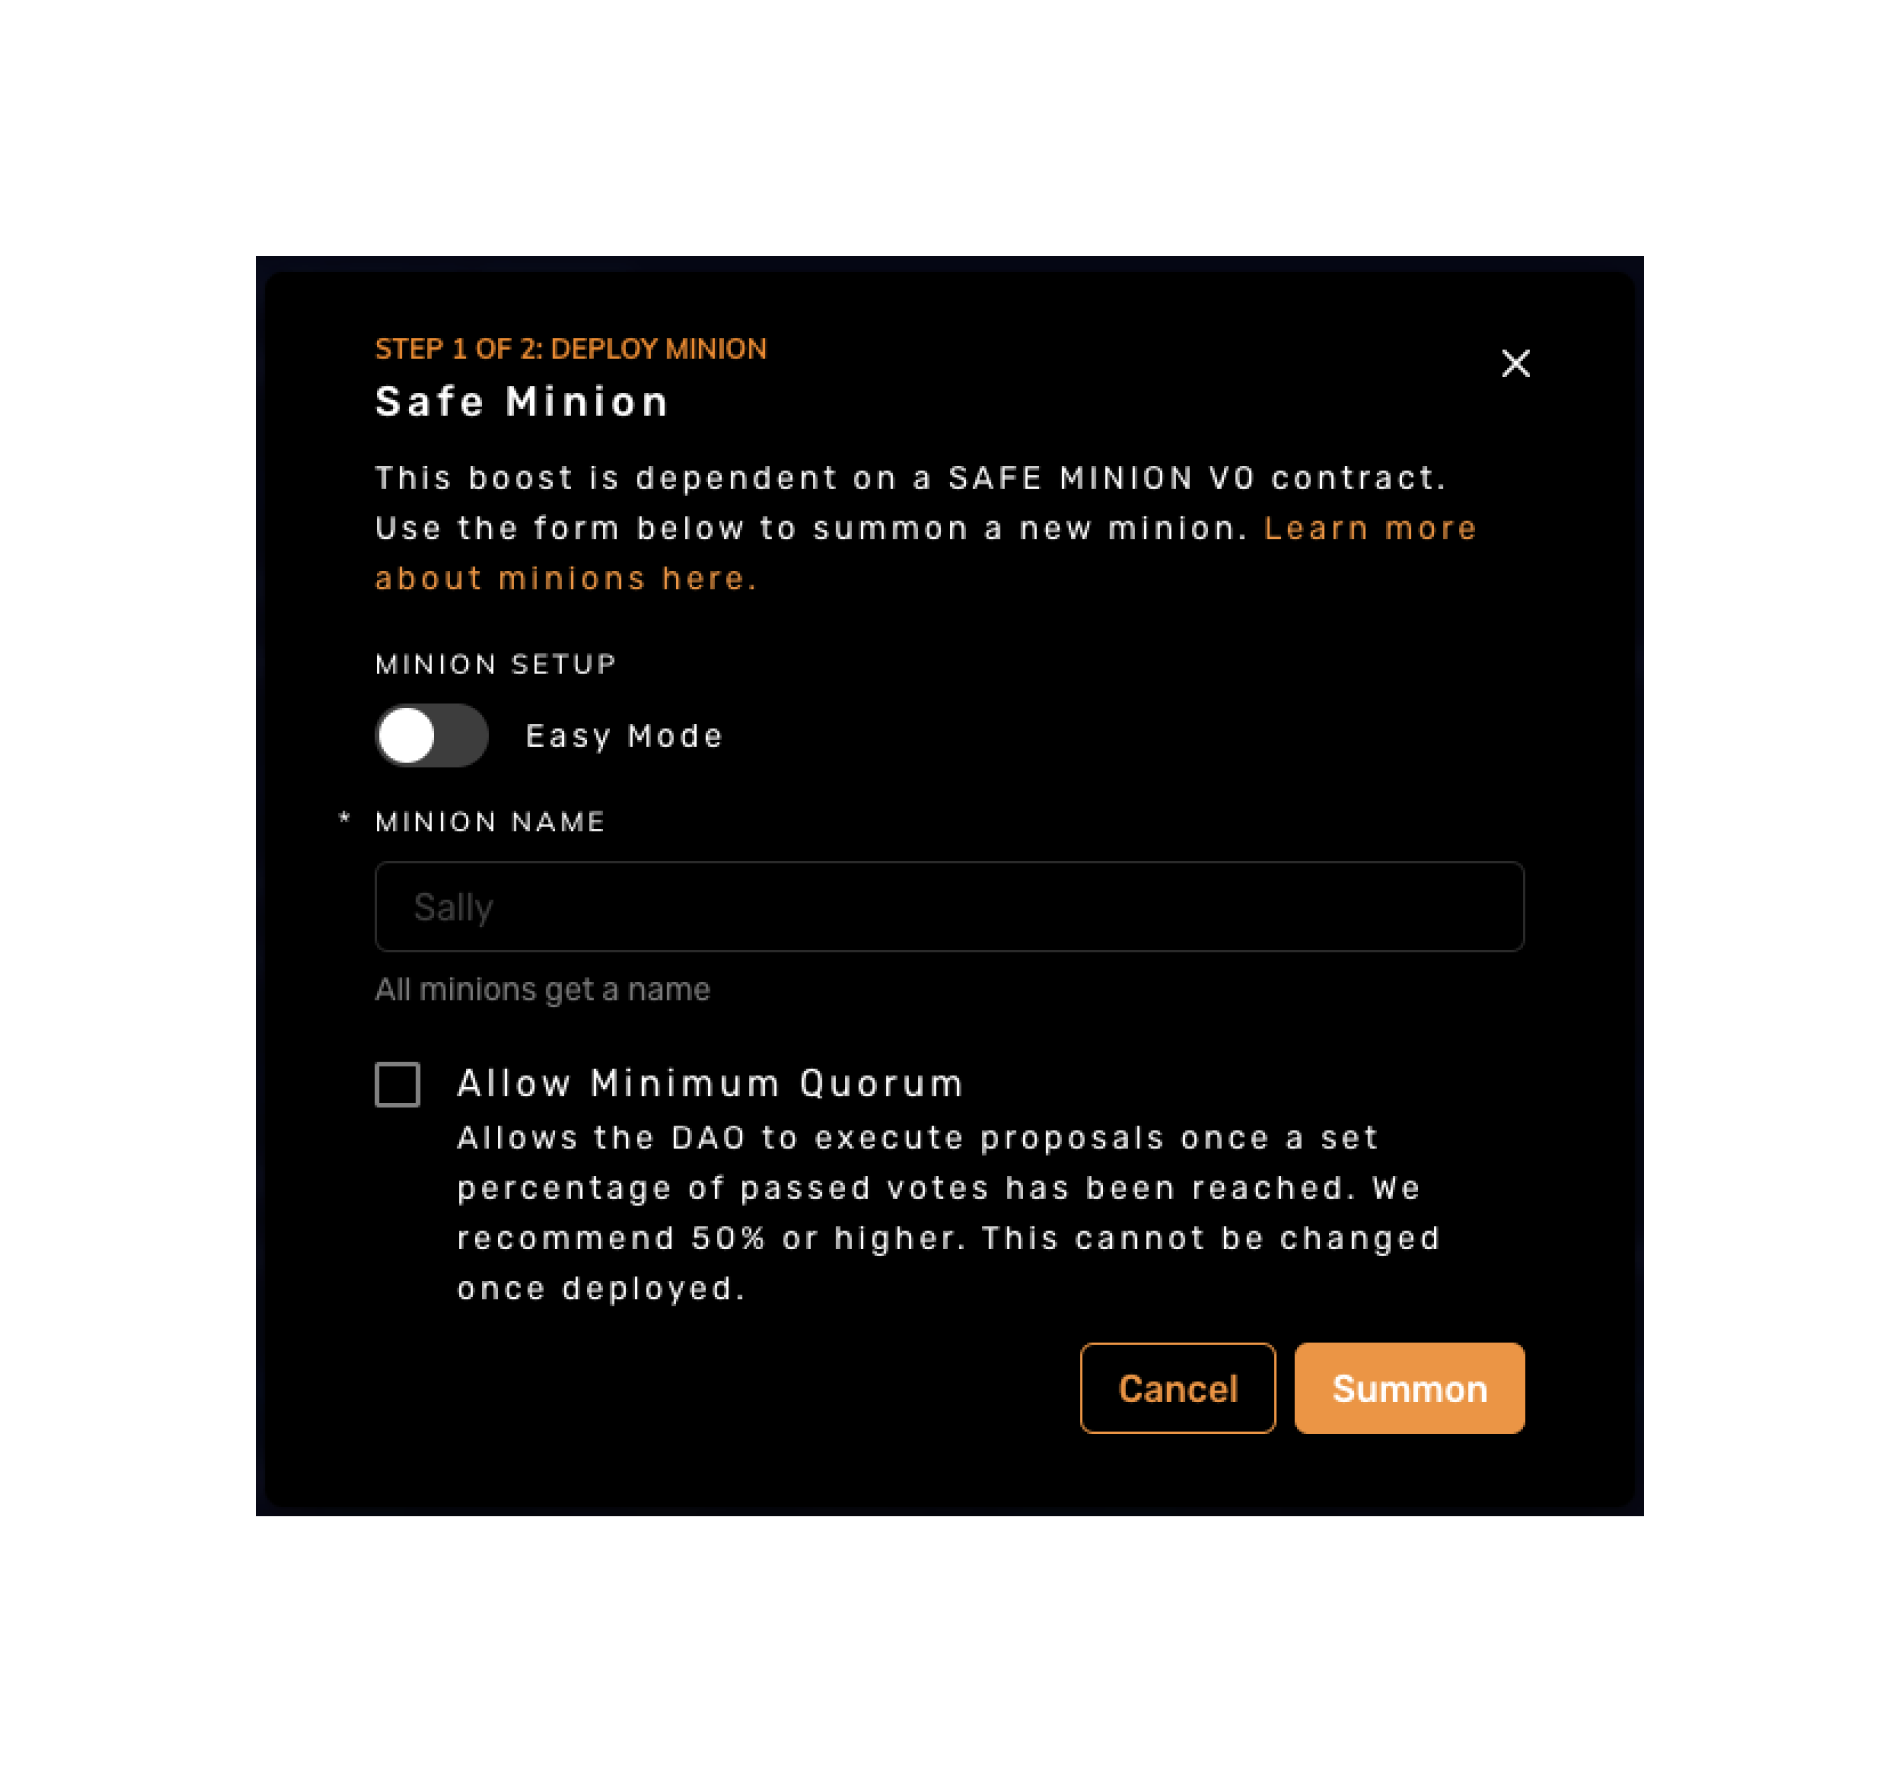 STEP 1 OF 2: DEPLOY MINION
Safe Minion
This boost is dependent on a SAFE MINION V0 contract.
Use the form below to summon a new minion. Learn more
about minions here.
MINION SETUP
Easy Mode
* MINION NAME
Sally
All minions get a name
Allow Minimum Quorum
Allows the DAO to execute proposals once a set
percentage of passed votes has been reached. We
recommend 50% or higher. This cannot be changed
once deployed.
Cancel Summon